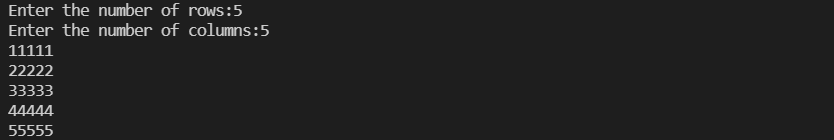 Enter the number of rows:5
Enter the number of columns:5
11111
22222
33333
44444
55555